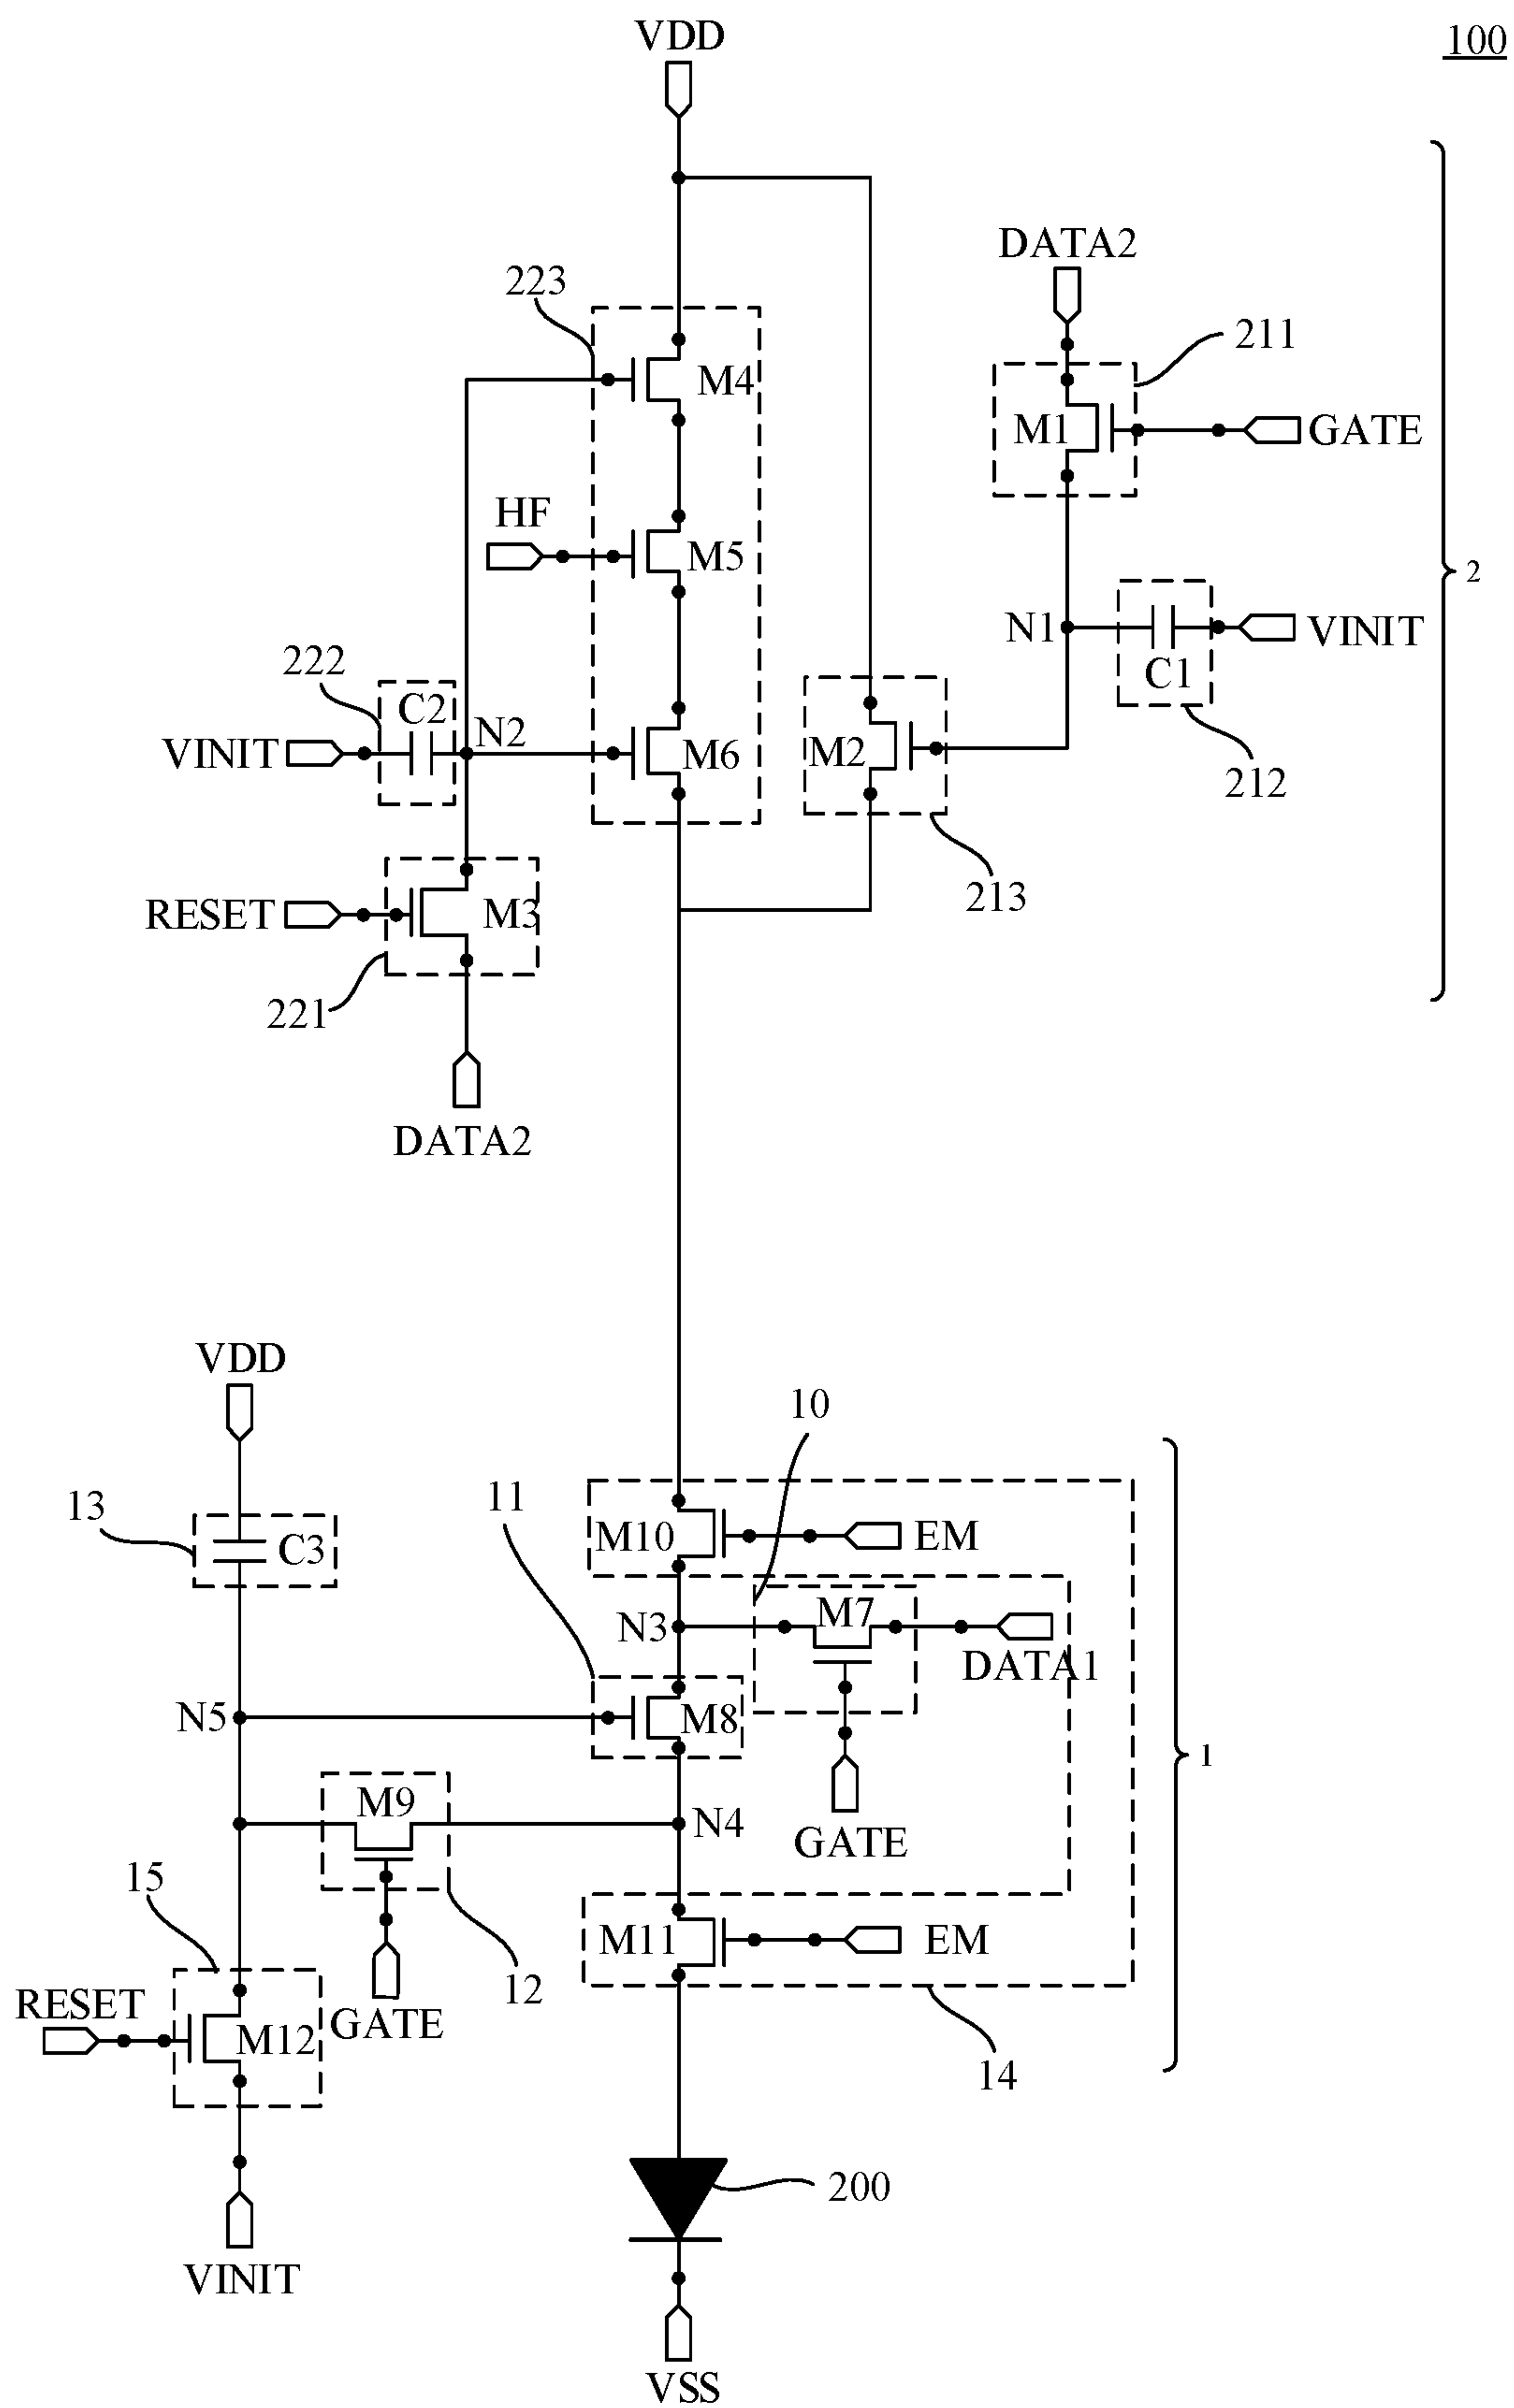 VDD
100
DATA2
223
211
M4
M1
GATE
HF
M5
2
N1
VINIT
222
C2
C1
N2
VINIT
M6
M2
212
RESET
M3
213
221
DATA2
VDD
10
11
13
C3
M10
EM
M7
N3
DATA1
N5
M8
1
M9
N4
GATE
15
M11
EM
12
RESET
GATE
M12
14
200
VINIT
VSS